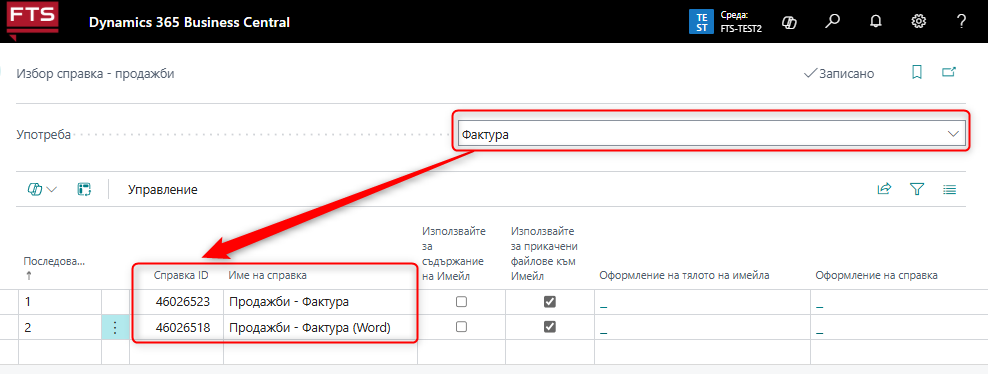 FTS
Dynamics 365 Business Central
TE
ST
Среда:
FTS-TEST2
Избор справка - продажби
Записано
Употреба
Фактура
Управление
Последова...
Справка ID
Име на справка
Използвайте
за
съдържание
на Имейл
Използвайте
за прикачени
файлове към
Имейл
Оформление на тялото на имейла
Оформление на справка
1 46026523 Продажби - Фактура _ _
2 46026518 Продажби - Фактура (Word) _ _